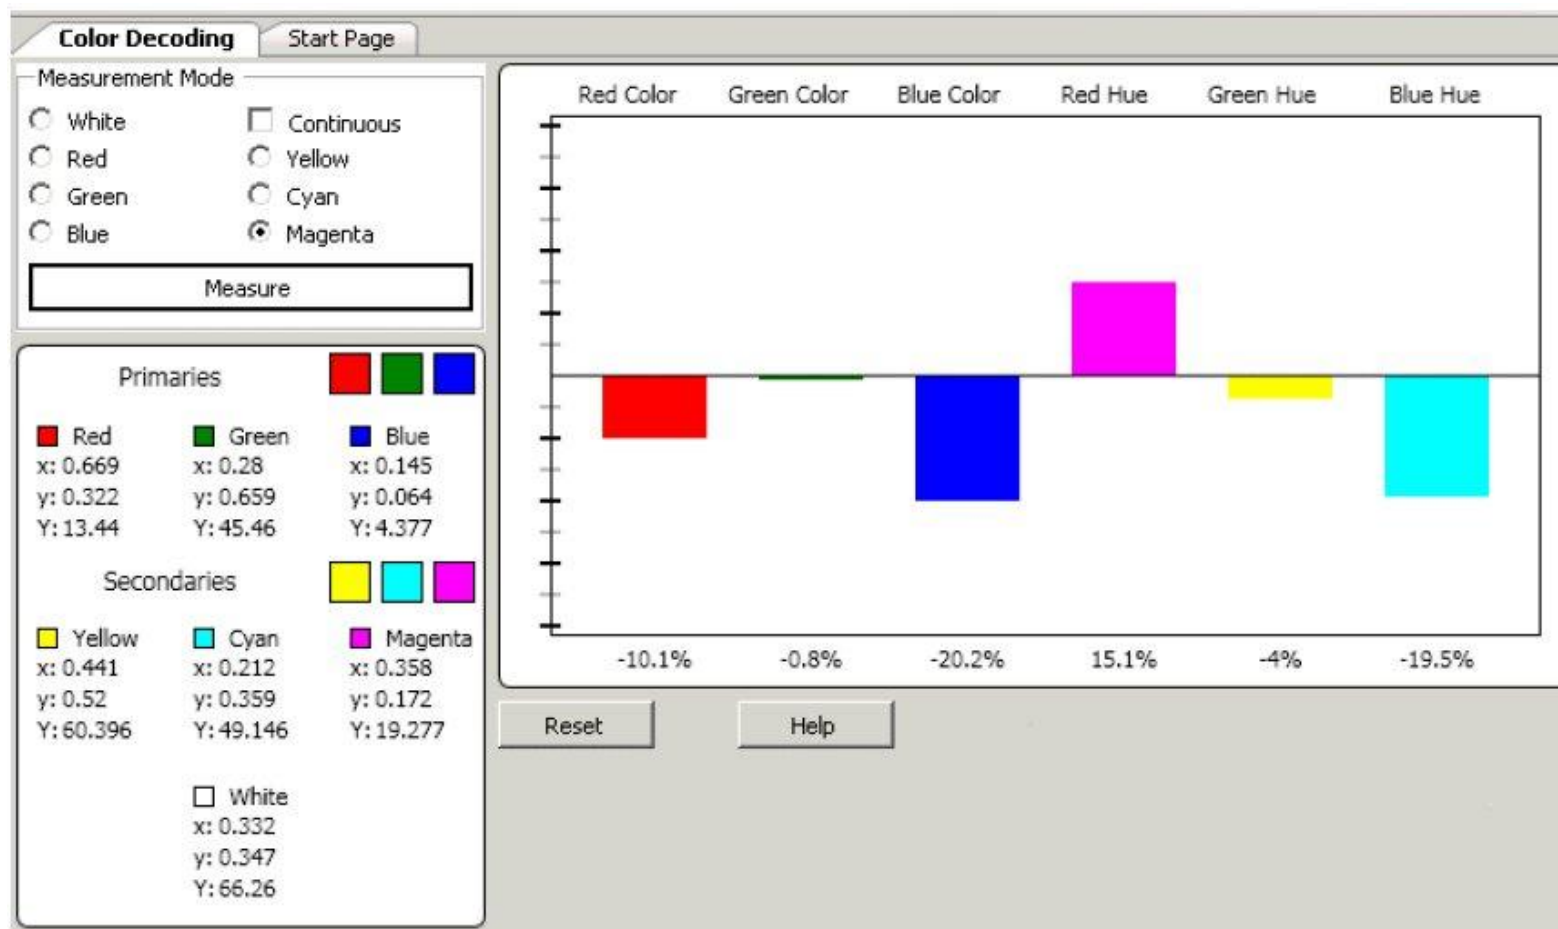 Color Decoding
Start Page
Measurement Mode
White
Continuous
Red
Yellow
Green
Cyan
Blue
Magenta
Measure
Primaries
Red Green Blue
x: 0.669 x: 0.28 x: 0.145
y: 0.322 y: 0.659 y: 0.064
Y: 13.44 Y: 45.46 Y: 4.377
Secondaries
Yellow Cyan Magenta
x: 0.441 x: 0.212 x: 0.358
y: 0.52 y: 0.359 y: 0.172
Y: 60.396 Y: 49.146 Y: 19.277
White
x: 0.332
y: 0.347
Y: 66.26
Red Color Green Color Blue Color Red Hue Green Hue Blue Hue
-10.1% -0.8% -20.2% 15.1% -4% -19.5%
Reset Help